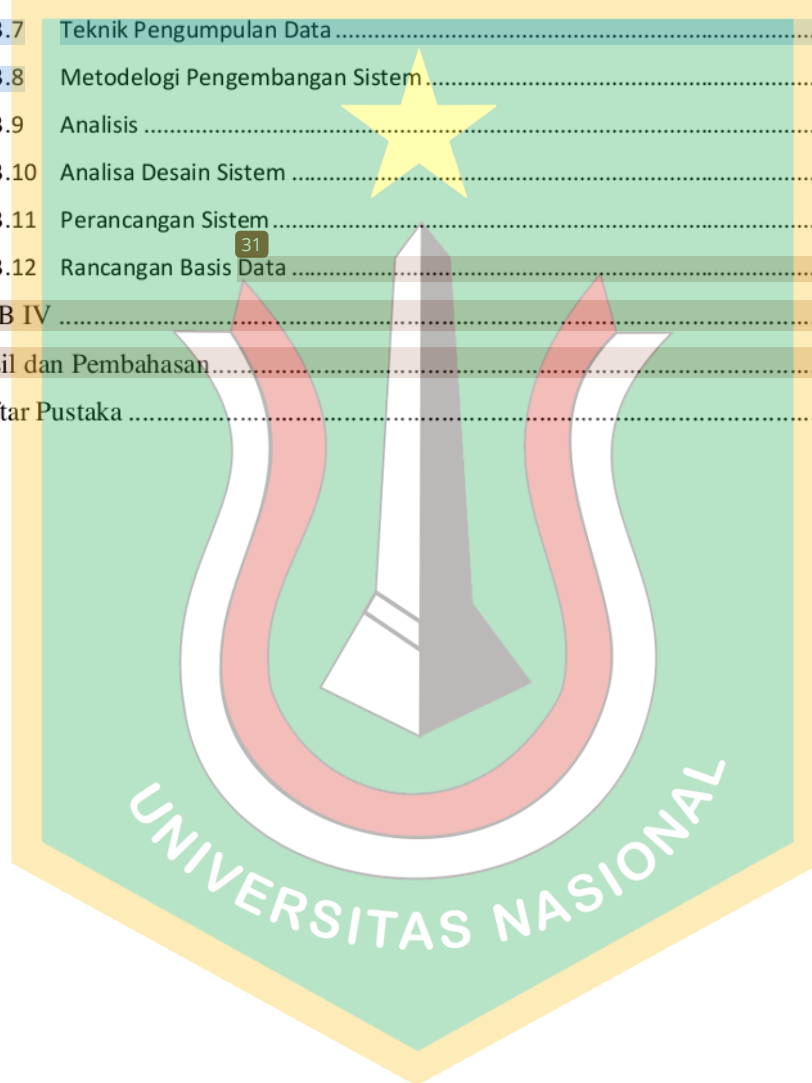 .7 Teknik Pengumpulan Data ..........
.8 Metodelogi Pengembangan Sistem ..........
.9 Analisis ..........
.10 Analisa Desain Sistem ..........
.11 Perancangan Sistem ..........
31
.12 Rancangan Basis Data ..........
B IV ..........
il dan Pembahasan ..........
tar Pustaka ..........
UNIVERSITAS NASIONAL